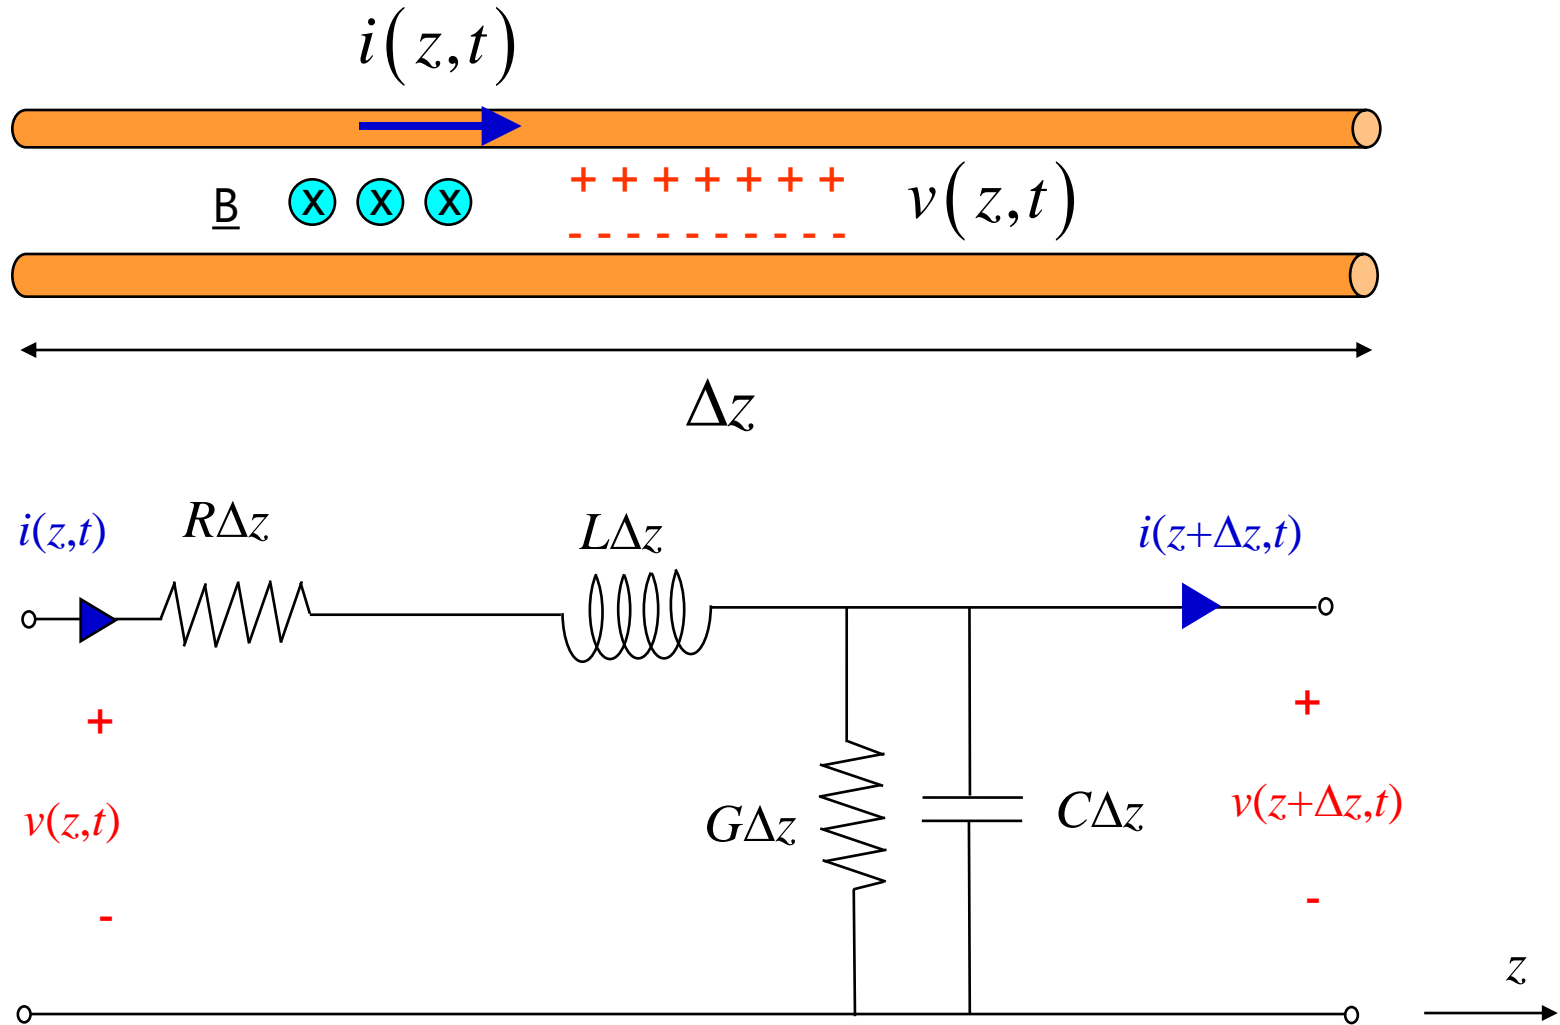 i(z,t)
B X X X + + + + + + + v(z,t)
- - - - - - - - - -
Δz
i(z,t) RΔz LΔz i(z+Δz,t)
+ +
v(z,t) GΔz CΔz v(z+Δz,t)
- -
z